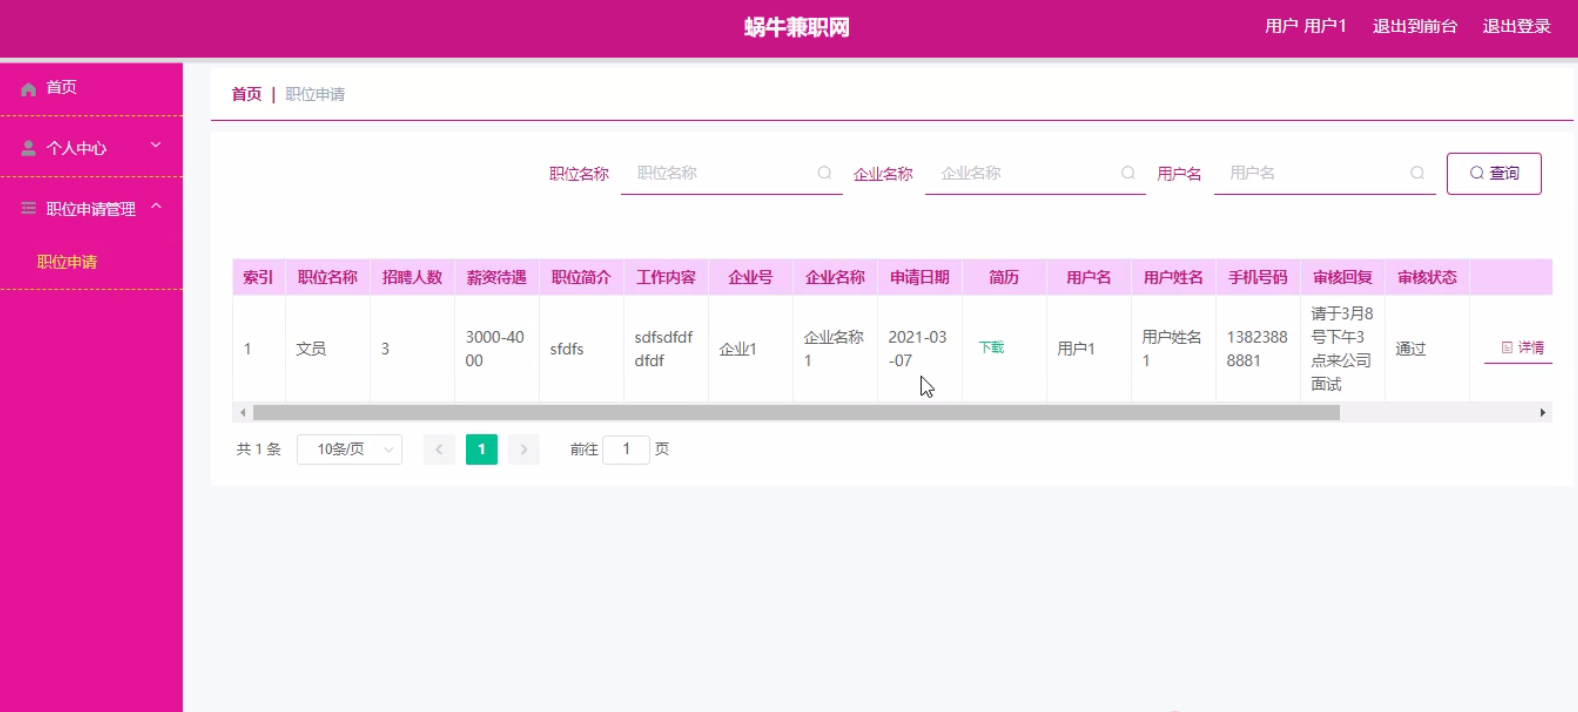 蜗牛兼职网
用户 用户1 退出到前台 退出登录
首页
个人中心
职位申请管理
职位申请
首页 | 职位申请
职位名称 职位名称 企业名称 企业名称 用户名 用户名 查询
索引 职位名称 招聘人数 薪资待遇 职位简介 工作内容 企业号 企业名称 申请日期 简历 用户名 用户姓名 手机号码 审核回复 审核状态
1 文员 3 3000-4000 sfdfs sdfsdfdfdfdf 企业1 企业名称1 2021-03-07 下载 用户1 用户姓名1 13823888881 请于3月8号下午3点来公司面试 通过 详情
共 1 条 10条/页 1 前往 1 页